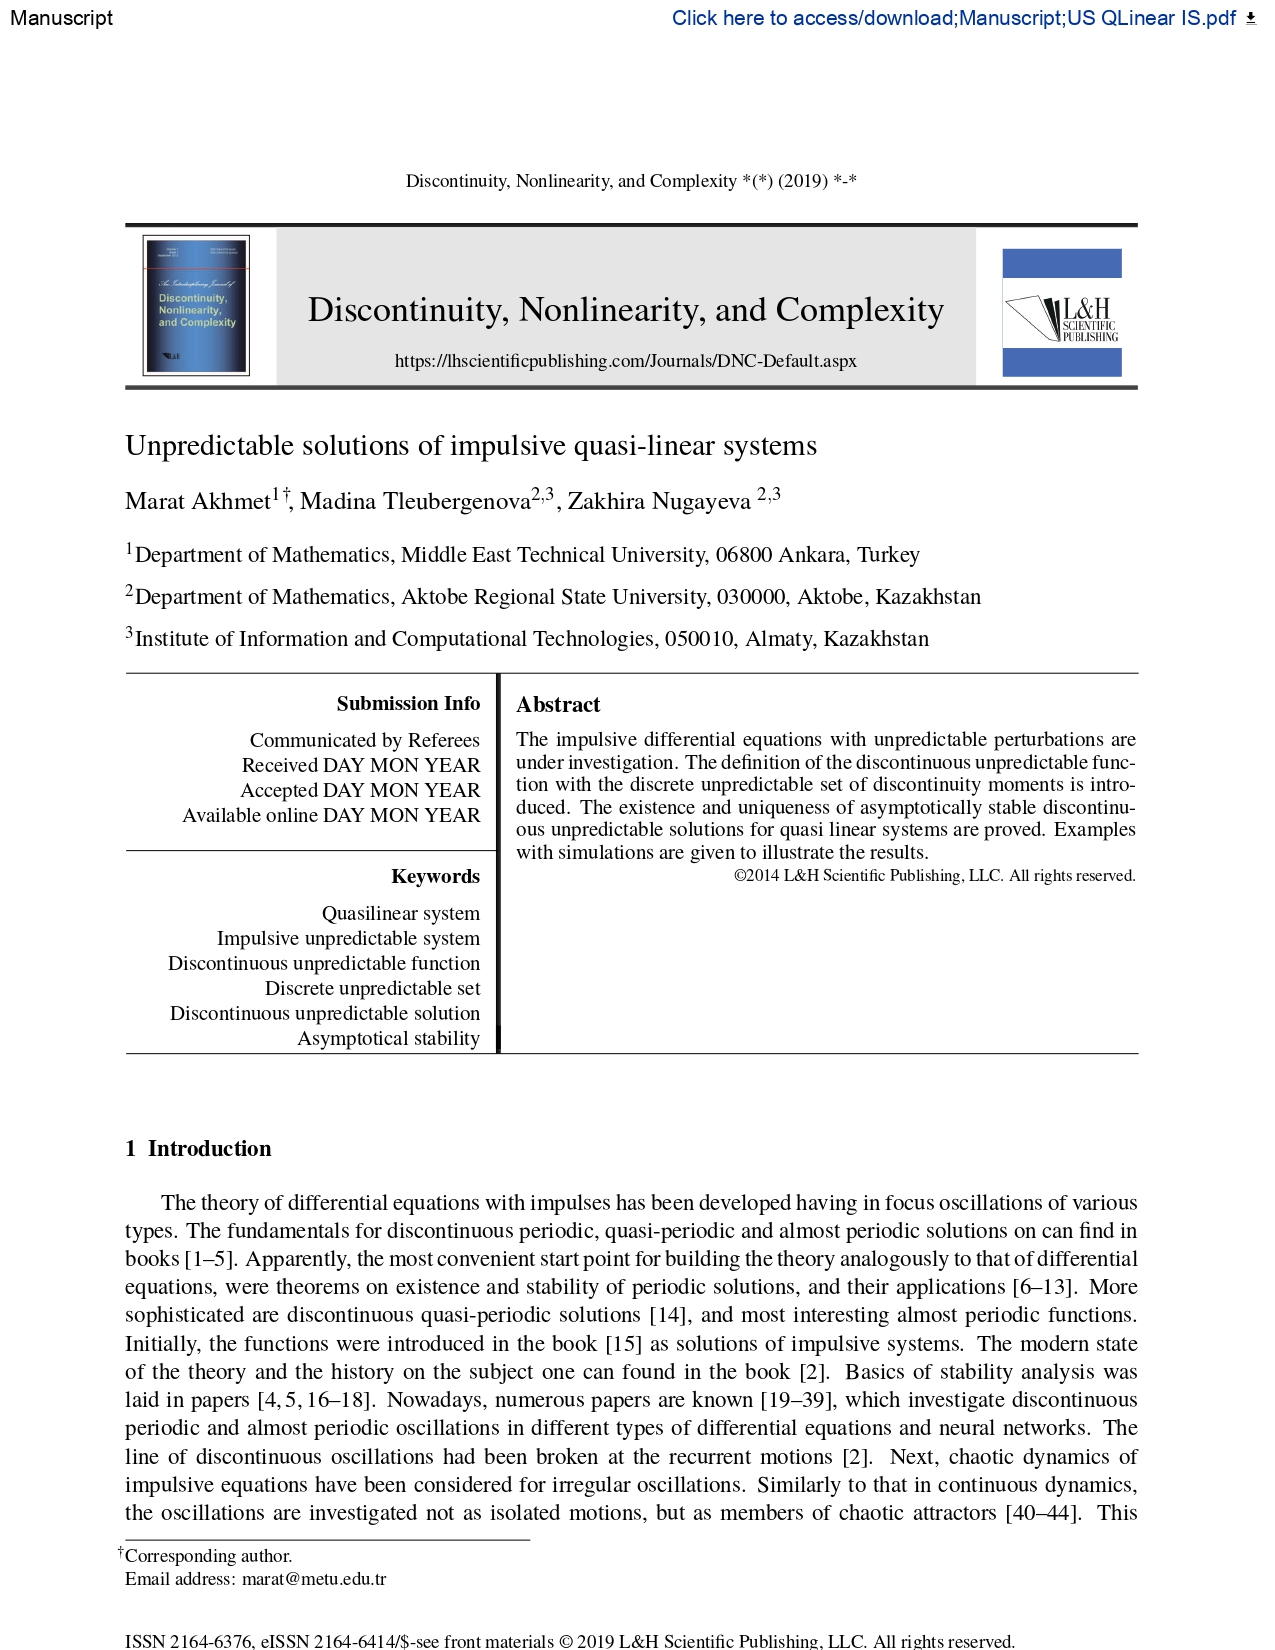 Manuscript
Click here to access/download;Manuscript;US QLinear IS.pdf
Discontinuity, Nonlinearity, and Complexity *(*) (2019) *-*
An Interdisciplinary Journal of
Discontinuity,
Nonlinearity,
and Complexity
L&H
Discontinuity, Nonlinearity, and Complexity
https://lhscientificpublishing.com/Journals/DNC-Default.aspx
L&H
SCIENTIFIC
PUBLISHING
Unpredictable solutions of impulsive quasi-linear systems
Marat Akhmet1†, Madina Tleubergenova2,3, Zakhira Nugayeva 2,3
1Department of Mathematics, Middle East Technical University, 06800 Ankara, Turkey
2Department of Mathematics, Aktobe Regional State University, 030000, Aktobe, Kazakhstan
3Institute of Information and Computational Technologies, 050010, Almaty, Kazakhstan
Submission Info
Communicated by Referees
Received DAY MON YEAR
Accepted DAY MON YEAR
Available online DAY MON YEAR
Keywords
Quasilinear system
Impulsive unpredictable system
Discontinuous unpredictable function
Discrete unpredictable set
Discontinuous unpredictable solution
Asymptotical stability
Abstract
The impulsive differential equations with unpredictable perturbations are
under investigation. The definition of the discontinuous unpredictable func-
tion with the discrete unpredictable set of discontinuity moments is intro-
duced. The existence and uniqueness of asymptotically stable discontinu-
ous unpredictable solutions for quasi linear systems are proved. Examples
with simulations are given to illustrate the results.
©2014 L&H Scientific Publishing, LLC. All rights reserved.
1 Introduction
The theory of differential equations with impulses has been developed having in focus oscillations of various
types. The fundamentals for discontinuous periodic, quasi-periodic and almost periodic solutions on can find in
books [1–5]. Apparently, the most convenient start point for building the theory analogously to that of differential
equations, were theorems on existence and stability of periodic solutions, and their applications [6–13]. More
sophisticated are discontinuous quasi-periodic solutions [14], and most interesting almost periodic functions.
Initially, the functions were introduced in the book [15] as solutions of impulsive systems. The modern state
of the theory and the history on the subject one can found in the book [2]. Basics of stability analysis was
laid in papers [4, 5, 16–18]. Nowadays, numerous papers are known [19–39], which investigate discontinuous
periodic and almost periodic oscillations in different types of differential equations and neural networks. The
line of discontinuous oscillations had been broken at the recurrent motions [2]. Next, chaotic dynamics of
impulsive equations have been considered for irregular oscillations. Similarly to that in continuous dynamics,
the oscillations are investigated not as isolated motions, but as members of chaotic attractors [40–44]. This
†Corresponding author.
Email address: marat@metu.edu.tr
ISSN 2164-6376, eISSN 2164-6414/$-see front materials © 2019 L&H Scientific Publishing, LLC. All rights reserved.